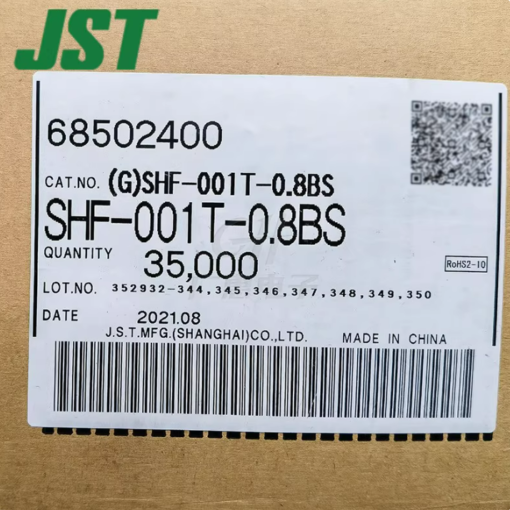 JST
68502400
CAT.NO. (G)SHF-001T-0.8BS
SHF-001T-0.8BS
QUANTITY 35,000
RoHS2-10
LOT.NO. 352932-344,345,346,347,348,349,350
DATE 2021.08
J.S.T.MFG.(SHANGHAI)CO.,LTD. MADE IN CHINA